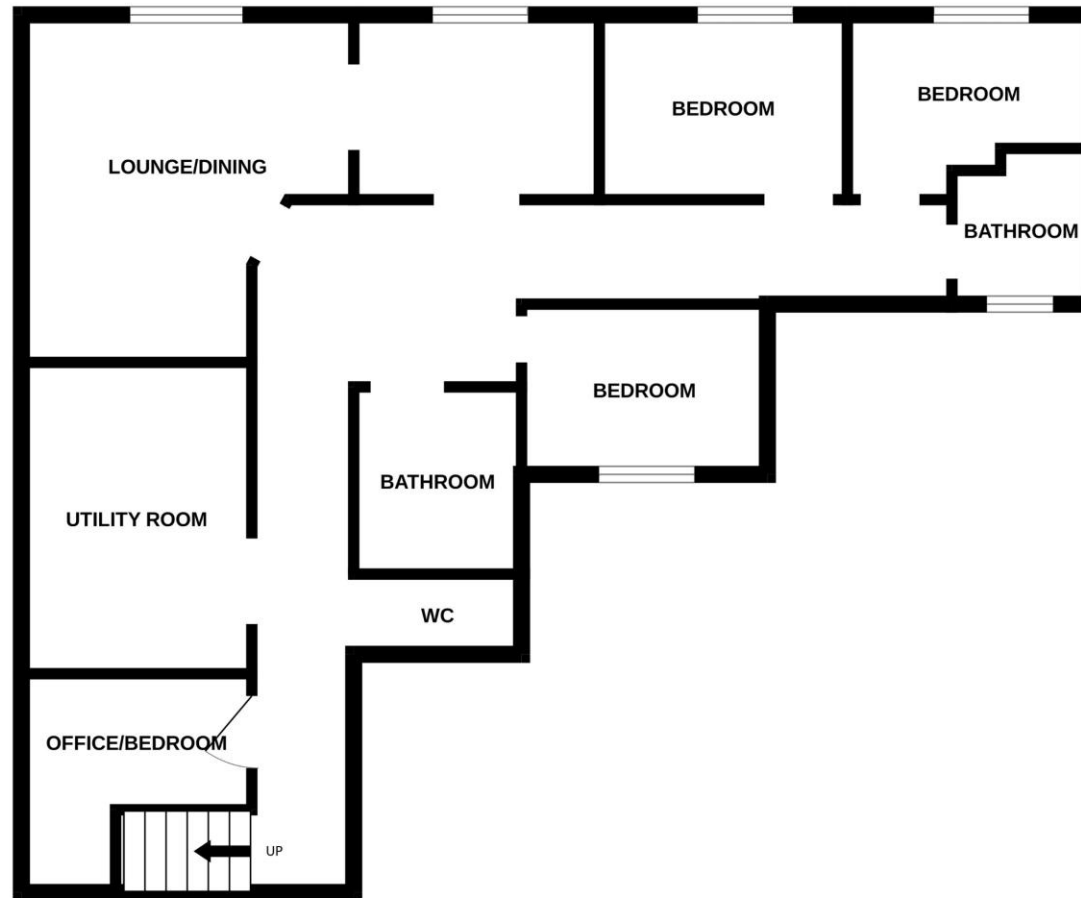 BEDROOM
BEDROOM
LOUNGE/DINING
BATHROOM
BEDROOM
BATHROOM
UTILITY ROOM
WC
OFFICE/BEDROOM
UP